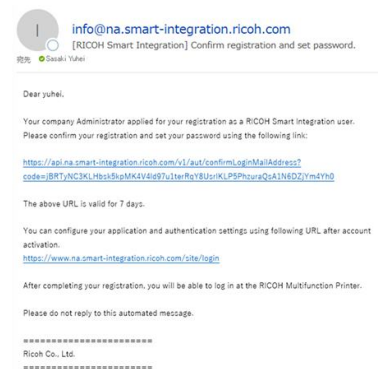 I
info@na.smart-integration.ricoh.com
[RICOH Smart Integration] Confirm registration and set password.
宛先 Sasaki Yuhei
Dear yuhei,
Your company Administrator applied for your registration as a RICOH Smart Integration user.
Please confirm your registration and set your password using the following link:
https://api.na.smart-integration.ricoh.com/v1/aut/confirmLoginMailAddress?
code=jBRTyNC3KLHbsk5kpMK4V4ld97u1terRqY8UsrlKLP5PhzuraQsA1N6DZjYm4Yh0
The above URL is valid for 7 days.
You can configure your application and authentication settings using following URL after account
activation.
https://www.na.smart-integration.ricoh.com/site/login
After completing your registration, you will be able to log in at the RICOH Multifunction Printer.
Please do not reply to this automated message.
=======================
Ricoh Co., Ltd.
=======================